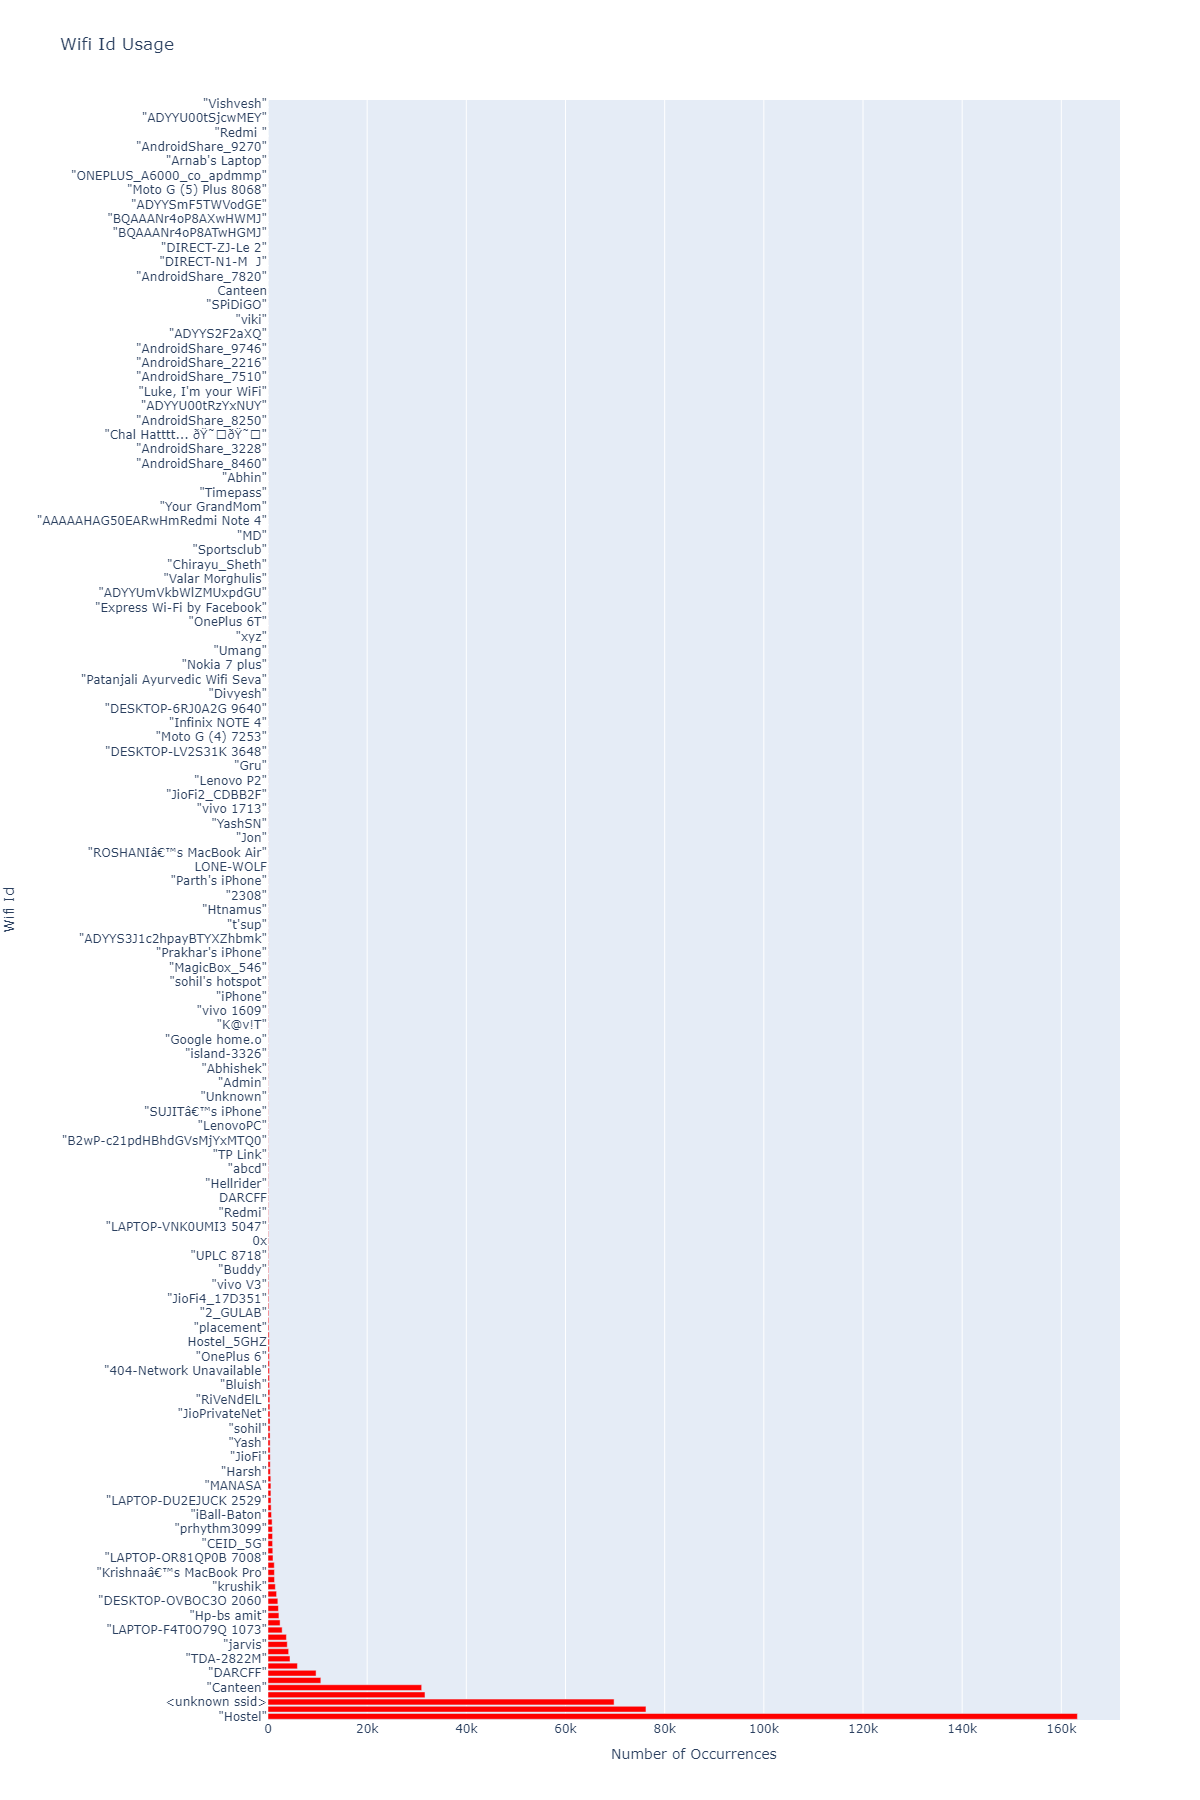 Wifi Id Usage
"Vishvesh"
"ADYYU00tSjcwMEY"
"Redmi "
"AndroidShare_9270"
"Arnab's Laptop"
"ONEPLUS_A6000_co_apdmmp"
"Moto G (5) Plus 8068"
"ADYYSmF5TWVodGE"
"BQAAANr4oP8AXwHWMJ"
"BQAAANr4oP8ATwHGMJ"
"DIRECT-ZJ-Le 2"
"DIRECT-N1-M  J"
"AndroidShare_7820"
Canteen
"SPiDiGO"
"viki"
"ADYYS2F2aXQ"
"AndroidShare_9746"
"AndroidShare_2216"
"AndroidShare_7510"
"Luke, I'm your WiFi"
"ADYYU00tRzYxNUY"
"AndroidShare_8250"
"Chal Hatttt... ðŸ˜□ðŸ˜□"
"AndroidShare_3228"
"AndroidShare_8460"
"Abhin"
"Timepass"
"Your GrandMom"
"AAAAAHAG50EARwHmRedmi Note 4"
"MD"
"Sportsclub"
"Chirayu_Sheth"
"Valar Morghulis"
"ADYYUmVkbWlZMUxpdGU"
"Express Wi-Fi by Facebook"
"OnePlus 6T"
"xyz"
"Umang"
"Nokia 7 plus"
"Patanjali Ayurvedic Wifi Seva"
"Divyesh"
"DESKTOP-6RJ0A2G 9640"
"Infinix NOTE 4"
"Moto G (4) 7253"
"DESKTOP-LV2S31K 3648"
"Gru"
"Lenovo P2"
"JioFi2_CDBB2F"
"vivo 1713"
"YashSN"
"Jon"
"ROSHANIâ€™s MacBook Air"
LONE-WOLF
"Parth's iPhone"
"2308"
"Htnamus"
"t'sup"
"ADYYS3J1c2hpayBTYXZhbmk"
"Prakhar's iPhone"
"MagicBox_546"
"sohil's hotspot"
"iPhone"
"vivo 1609"
"K@v!T"
"Google home.o"
"island-3326"
"Abhishek"
"Admin"
"Unknown"
"SUJITâ€™s iPhone"
"LenovoPC"
"B2wP-c21pdHBhdGVsMjYxMTQ0"
"TP Link"
"abcd"
"Hellrider"
DARCFF
"Redmi"
"LAPTOP-VNK0UMI3 5047"
0x
"UPLC 8718"
"Buddy"
"vivo V3"
"JioFi4_17D351"
"2_GULAB"
"placement"
Hostel_5GHZ
"OnePlus 6"
"404-Network Unavailable"
"Bluish"
"RiVeNdElL"
"JioPrivateNet"
"sohil"
"Yash"
"JioFi"
"Harsh"
"MANASA"
"LAPTOP-DU2EJUCK 2529"
"iBall-Baton"
"prhythm3099"
"CEID_5G"
"LAPTOP-OR81QP0B 7008"
"Krishnaâ€™s MacBook Pro"
"krushik"
"DESKTOP-OVBOC3O 2060"
"Hp-bs amit"
"LAPTOP-F4T0O79Q 1073"
"jarvis"
"TDA-2822M"
"DARCFF"
"Canteen"
<unknown ssid>
"Hostel"
Wifi Id
0 20k 40k 60k 80k 100k 120k 140k 160k
Number of Occurrences